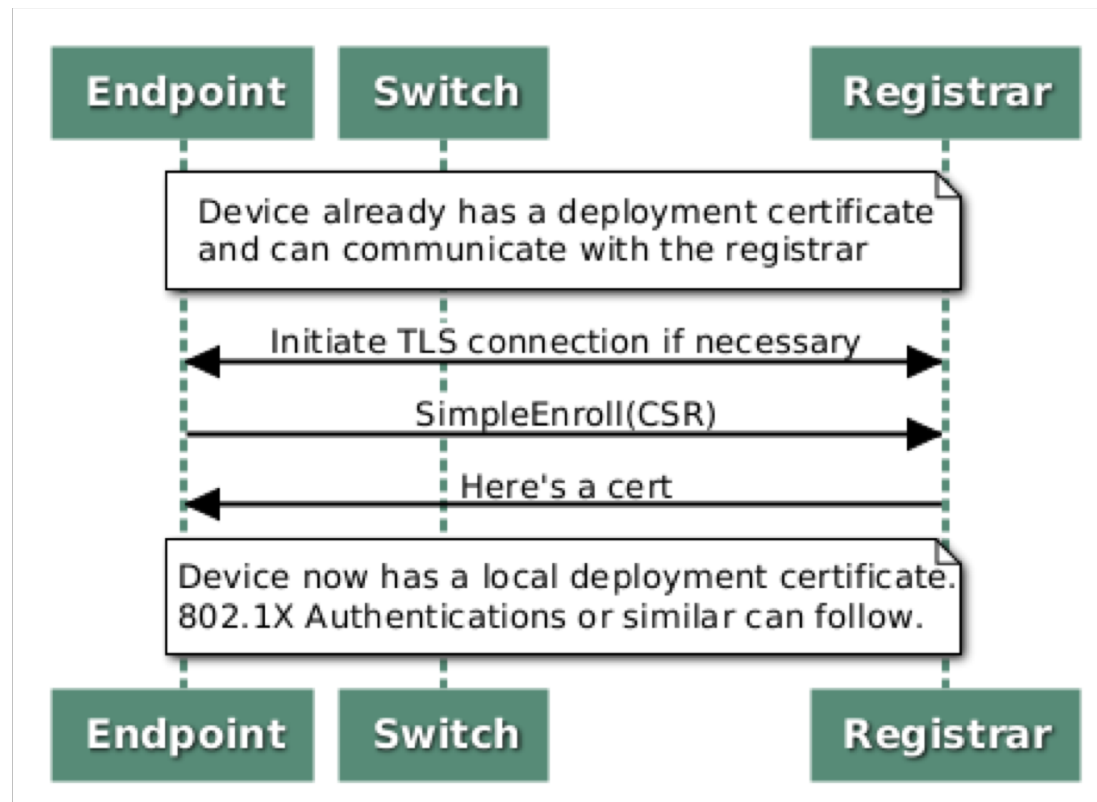 Endpoint Switch Registrar
Device already has a deployment certificate
and can communicate with the registrar
Initiate TLS connection if necessary
SimpleEnroll(CSR)
Here's a cert
Device now has a local deployment certificate.
802.1X Authentications or similar can follow.
Endpoint Switch Registrar